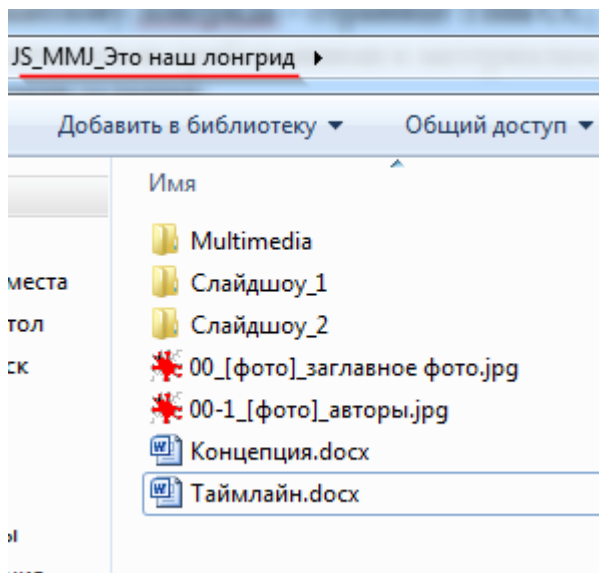 JS_MMJ_Это наш лонгрид
Добавить в библиотеку Общий доступ
Имя
Multimedia
места Слайдшоу_1
тол Слайдшоу_2
ск 00_[фото]_заглавное фото.jpg
00-1_[фото]_авторы.jpg
Концепция.docx
Таймлайн.docx
ы